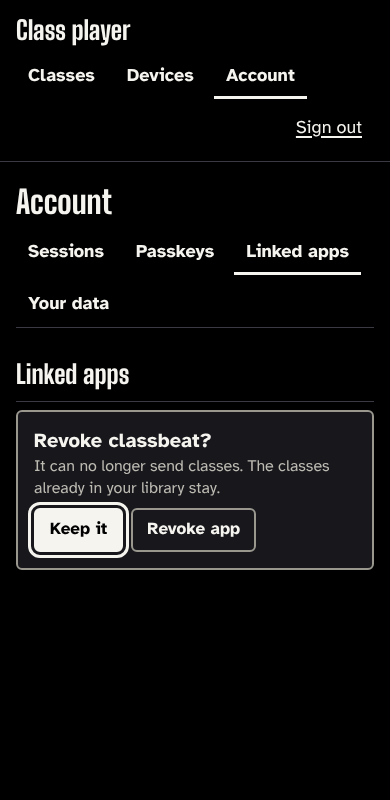 Class player
Classes Devices Account
Sign out
Account
Sessions Passkeys Linked apps
Your data
Linked apps
Revoke classbeat?
It can no longer send classes. The classes
already in your library stay.
Keep it Revoke app